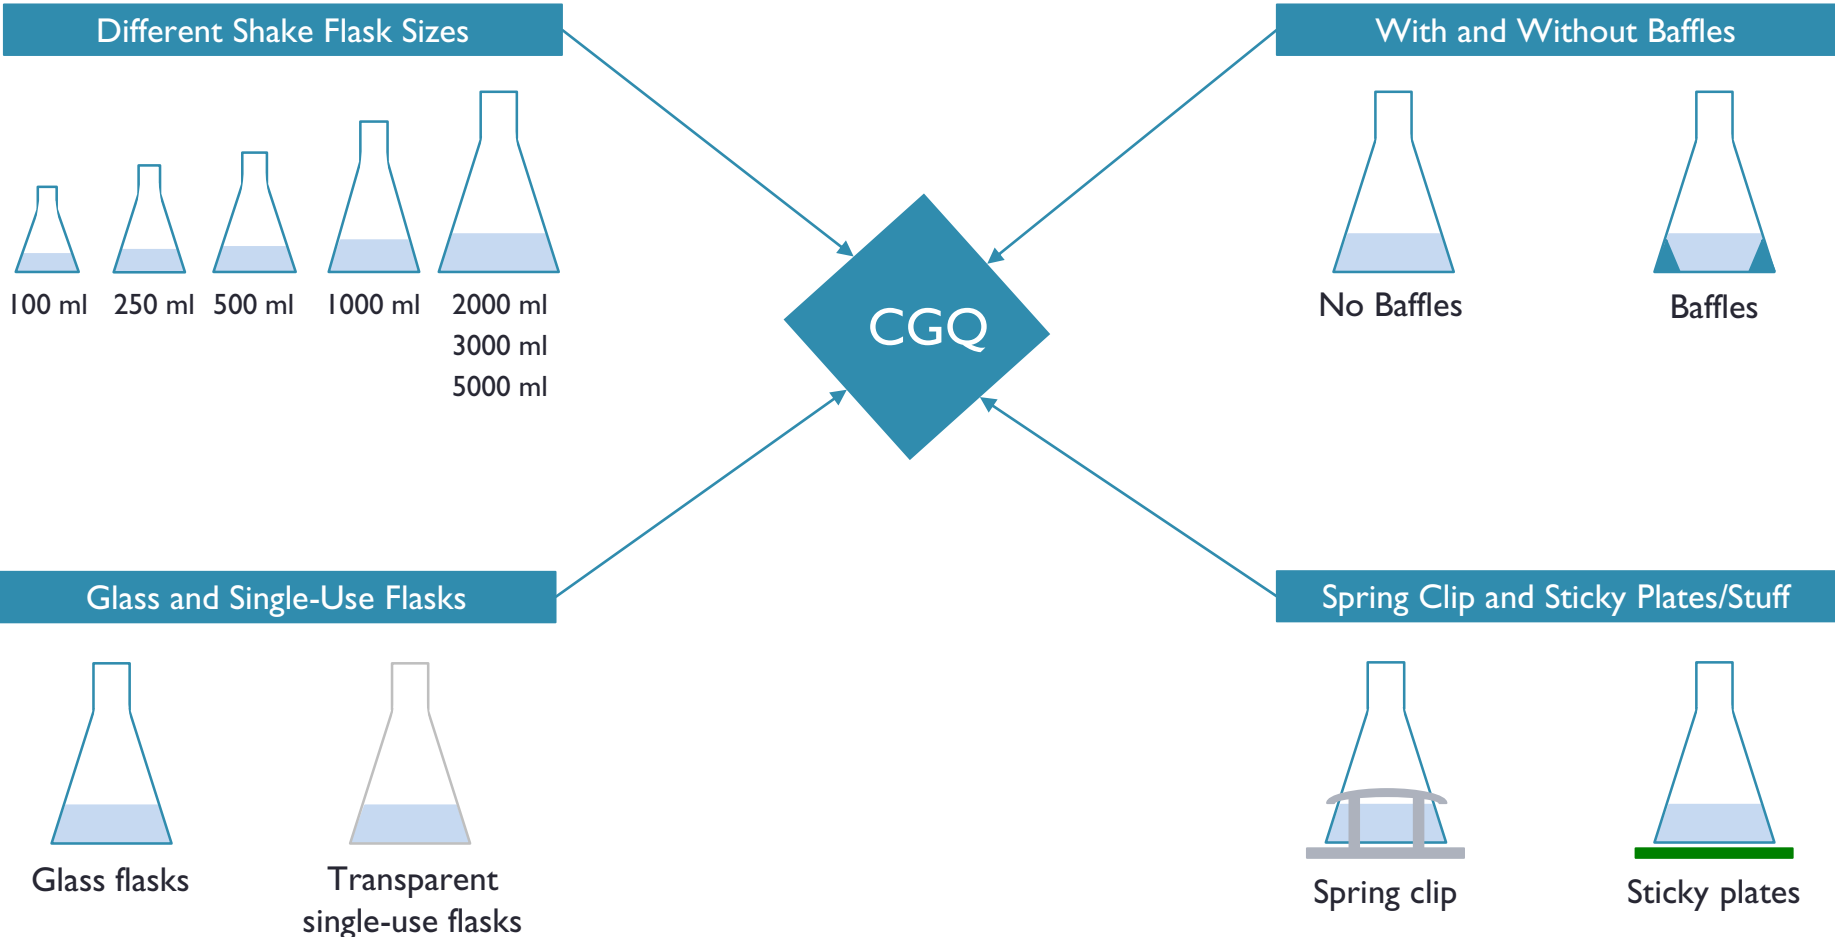 Different Shake Flask Sizes
100 ml
250 ml
500 ml
1000 ml
2000 ml
3000 ml
5000 ml
With and Without Baffles
No Baffles
Baffles
CGQ
Glass and Single-Use Flasks
Glass flasks
Transparent
single-use flasks
Spring Clip and Sticky Plates/Stuff
Spring clip
Sticky plates